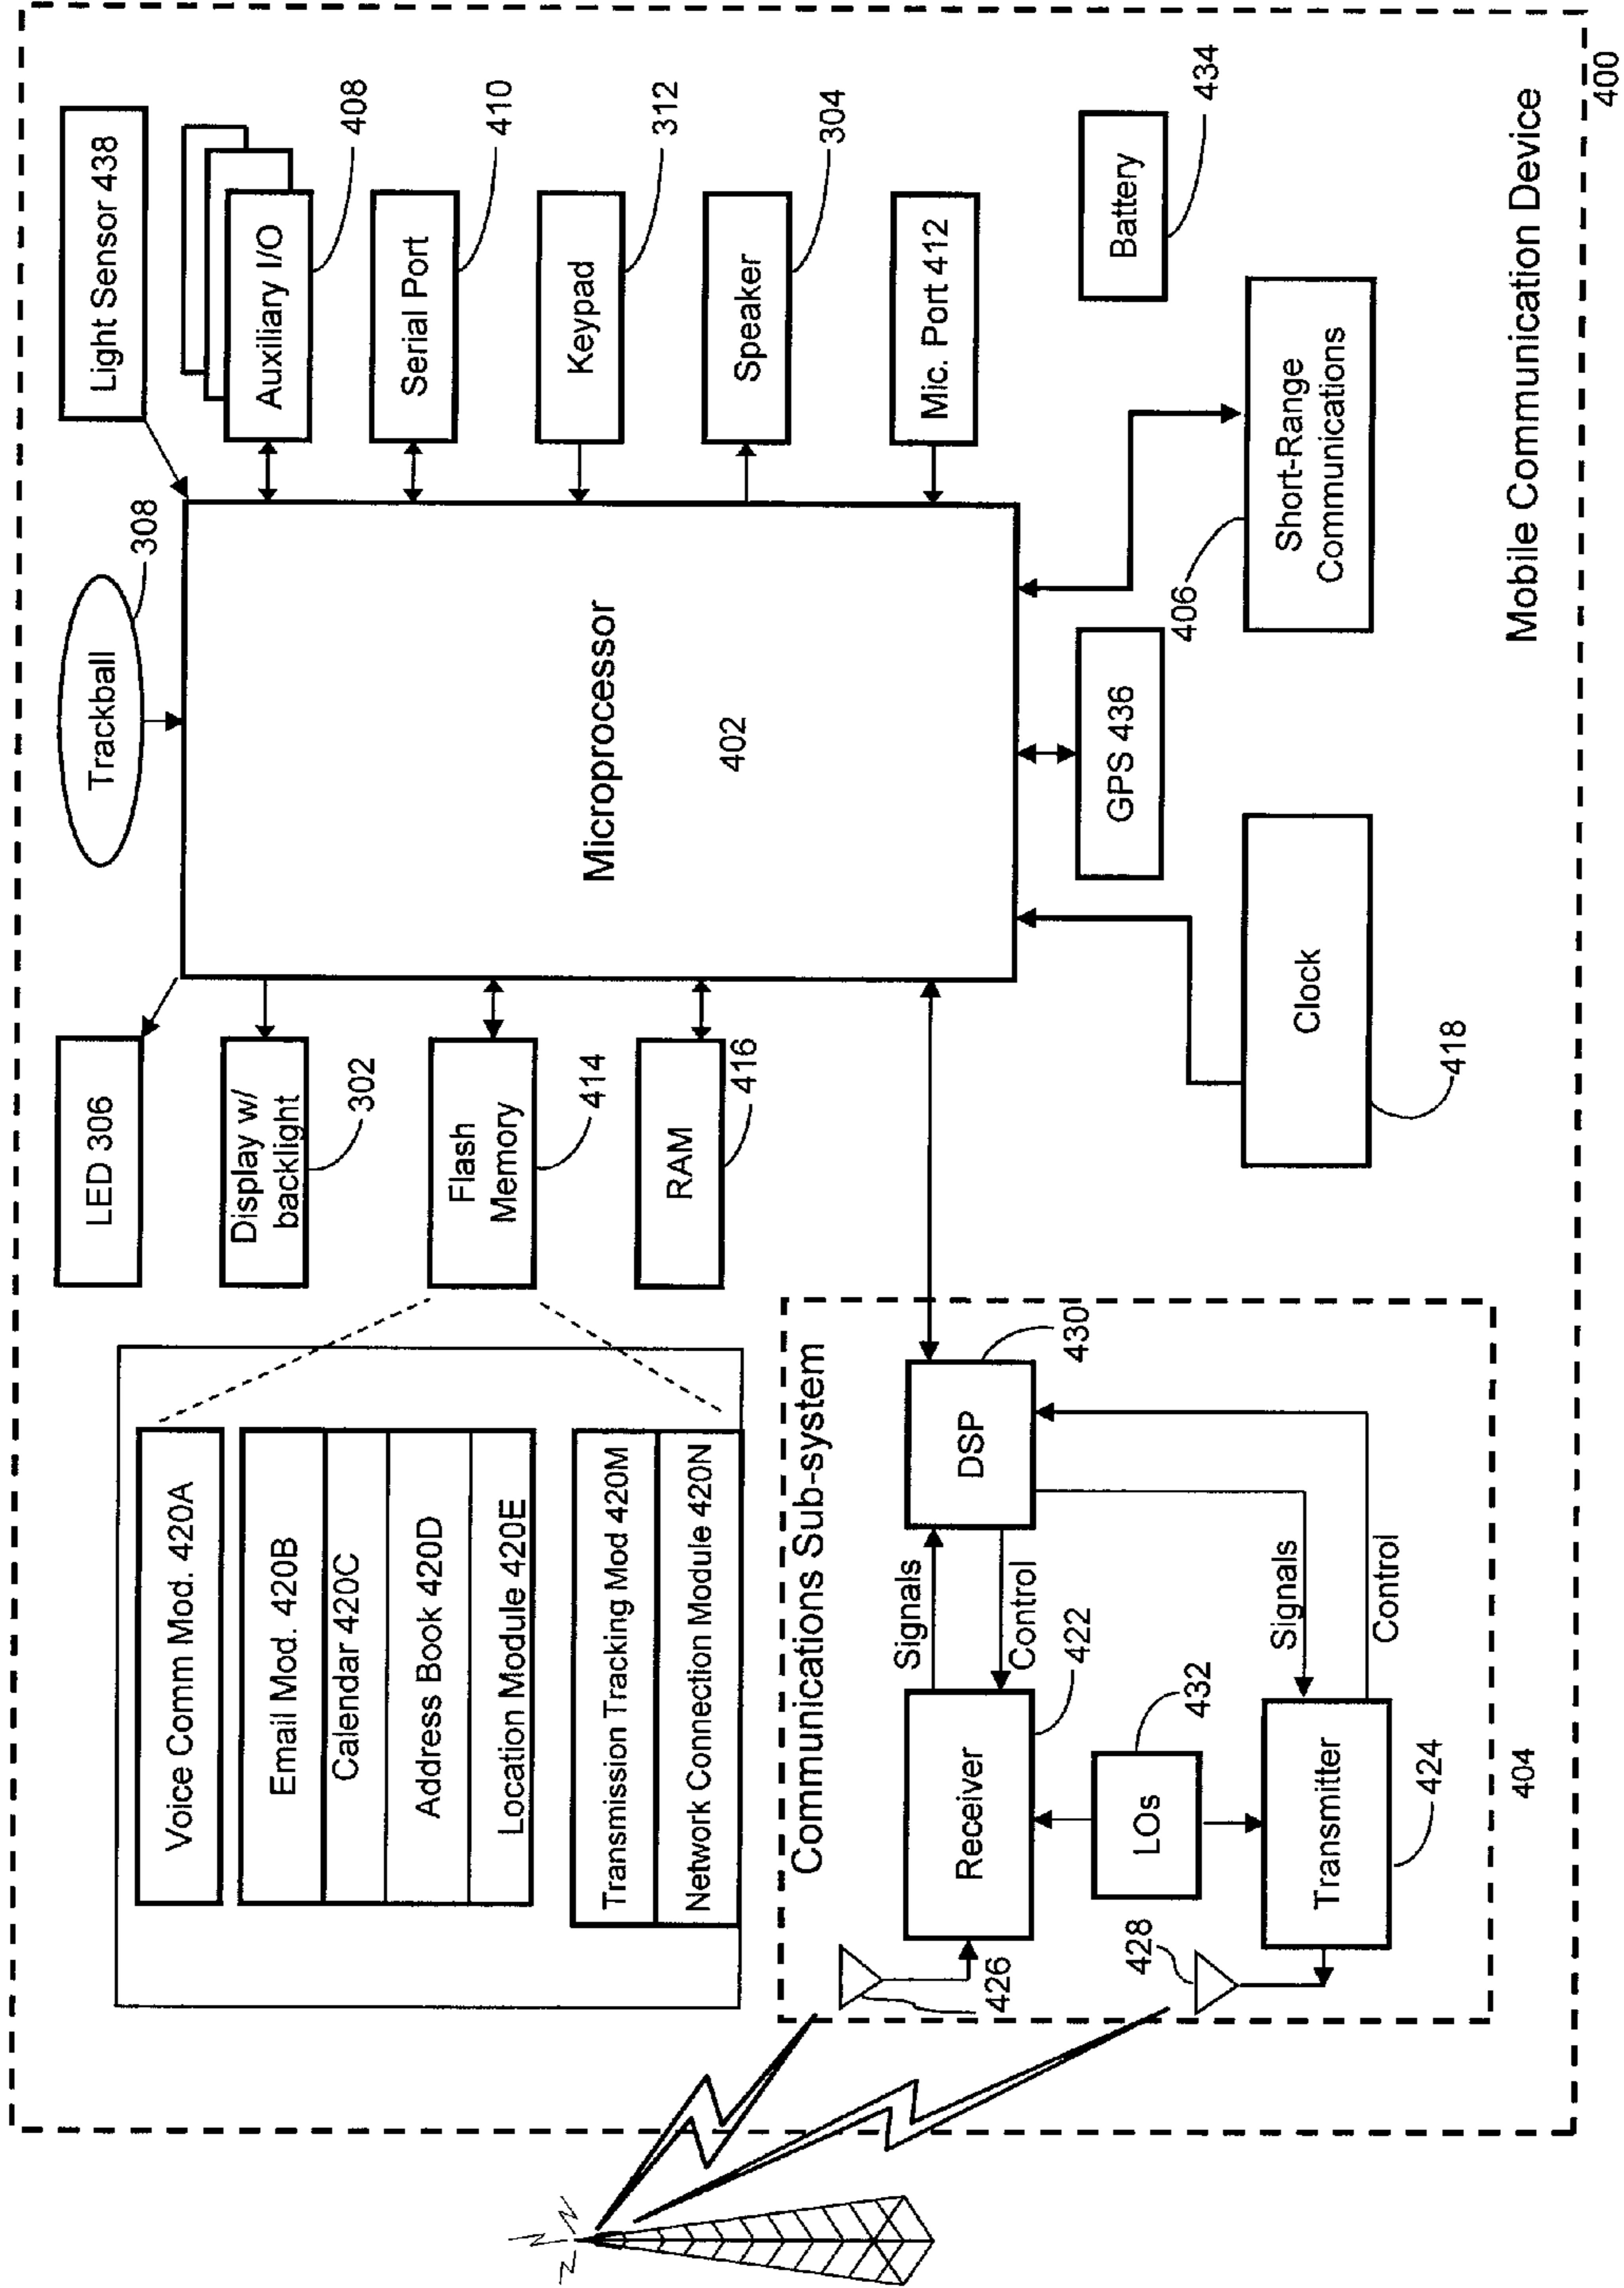 Voice Comm Mod. 420A
Email Mod. 420B
Calendar 420C
Address Book 420D
Location Module 420E
Transmission Tracking Mod 420M
Network Connection Module 420N
LED 306
Display w/
backlight
302
Flash
Memory
414
RAM
416
Trackball
308
Light Sensor 438
Auxiliary I/O
408
Serial Port
410
Keypad
312
Speaker
304
Mic. Port 412
Microprocessor
402
Communications Sub-system
Receiver
422
426
Signals
Control
DSP
430
LOs
432
428
Transmitter
424
Signals
Control
404
Clock
418
GPS 436
406
Short-Range
Communications
Battery
434
Mobile Communication Device
400